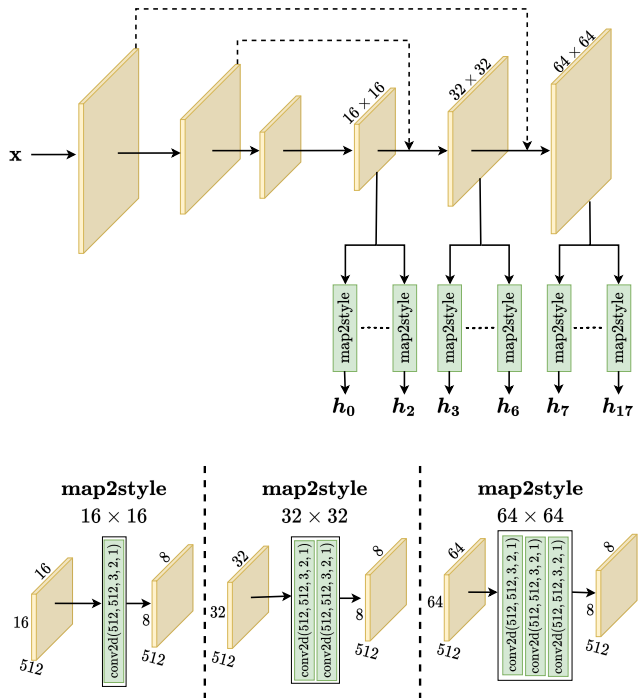 x
16 × 16
32 × 32
64 × 64
map2style
map2style
map2style
map2style
map2style
map2style
h0
h2
h3
h6
h7
h17
map2style
16 × 16
16
16
512
conv2d(512, 512, 3, 2, 1)
8
8
512
map2style
32 × 32
32
32
512
conv2d(512, 512, 3, 2, 1)
conv2d(512, 512, 3, 2, 1)
8
8
512
map2style
64 × 64
64
64
512
conv2d(512, 512, 3, 2, 1)
conv2d(512, 512, 3, 2, 1)
conv2d(512, 512, 3, 2, 1)
8
8
512